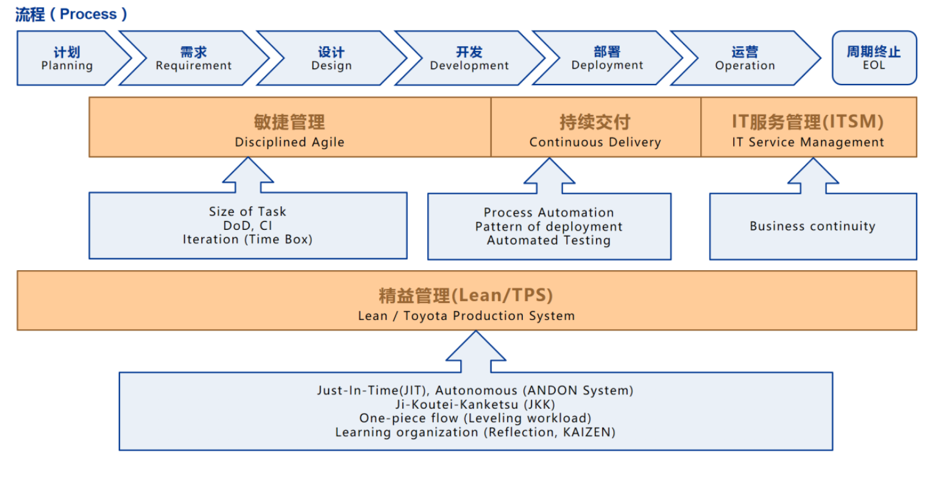 流程（Process）
计划
Planning
需求
Requirement
设计
Design
开发
Development
部署
Deployment
运营
Operation
周期终止
EOL
敏捷管理
Disciplined Agile
持续交付
Continuous Delivery
IT服务管理(ITSM)
IT Service Management
Size of Task
DoD, CI
Iteration (Time Box)
Process Automation
Pattern of deployment
Automated Testing
Business continuity
精益管理(Lean/TPS)
Lean / Toyota Production System
Just-In-Time(JIT), Autonomous (ANDON System)
Ji-Koutei-Kanketsu (JKK)
One-piece flow (Leveling workload)
Learning organization (Reflection, KAIZEN)